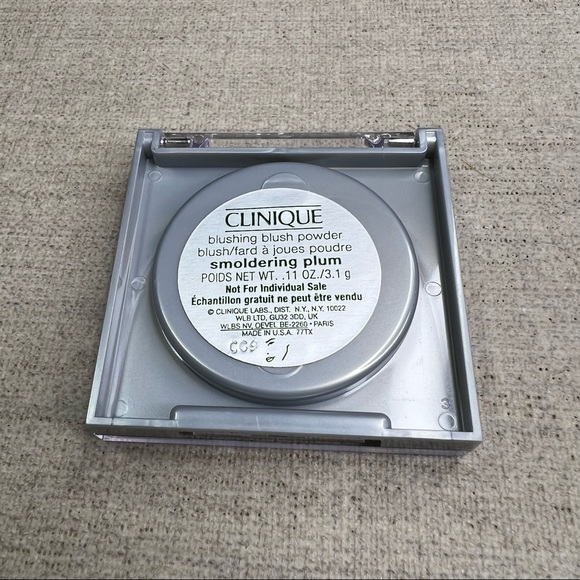 CLINIQUE
blushing blush powder
blush/fard à joues poudre
smoldering plum
POIDS NET WT. .11 OZ./3.1 g
Not For Individual Sale
Échantillon gratuit ne peut être vendu
© CLINIQUE LABS., DIST. N.Y., N.Y. 10022
WLB LTD, GU32 3DD, UK
WLBS NV, OEVEL BE-2260 • PARIS
MADE IN U.S.A. 77TX
3